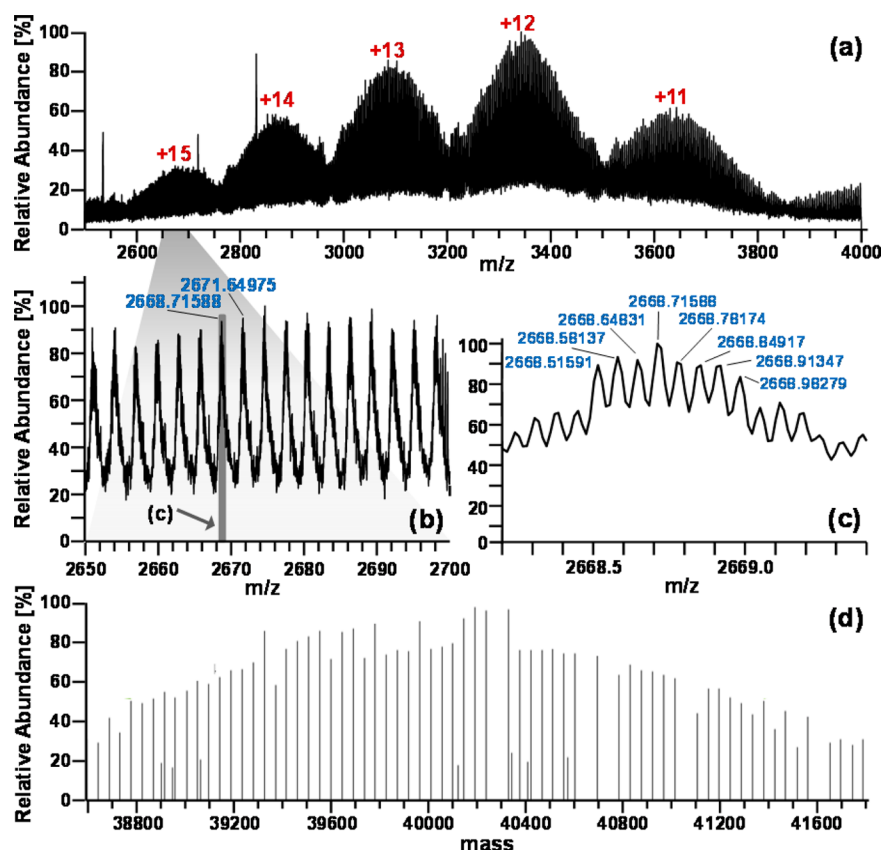 Relative Abundance [%]
100
80
60
40
20
0
+15
+14
+13
+12
+11
(a)
2600 2800 3000 3200 3400 3600 3800 4000
m/z
Relative Abundance [%]
100
80
60
40
20
0
2671.64975
2668.71588
(c)
(b)
2650 2660 2670 2680 2690 2700
m/z
100
80
60
40
20
0
2668.71588
2668.64831
2668.78174
2668.58137
2668.84917
2668.51591
2668.91347
2668.98279
(c)
2668.5 2669.0
m/z
Relative Abundance [%]
100
80
60
40
20
0
(d)
38800 39200 39600 40000 40400 40800 41200 41600
mass